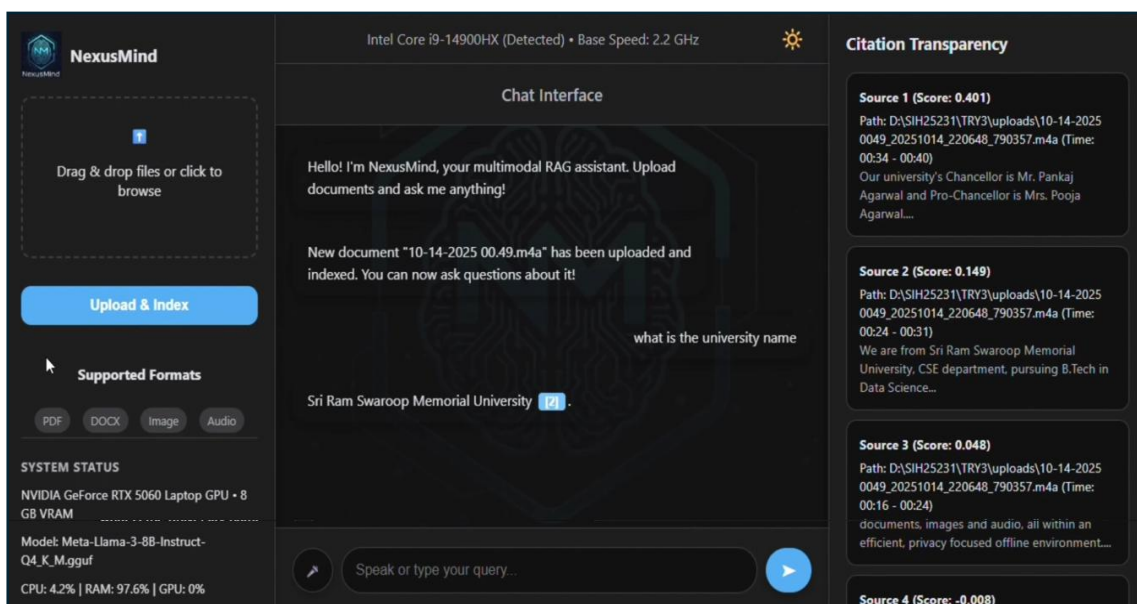 NM
NexusMind
NexusMind
Drag & drop files or click to
browse
Upload & Index
Supported Formats
PDF DOCX Image Audio
SYSTEM STATUS
NVIDIA GeForce RTX 5060 Laptop GPU • 8
GB VRAM
Model: Meta-Llama-3-8B-Instruct-
Q4_K_M.gguf
CPU: 4.2% | RAM: 97.6% | GPU: 0%
Intel Core i9-14900HX (Detected) • Base Speed: 2.2 GHz
Chat Interface
Hello! I'm NexusMind, your multimodal RAG assistant. Upload
documents and ask me anything!
New document "10-14-2025 00.49.m4a" has been uploaded and
indexed. You can now ask questions about it!
what is the university name
Sri Ram Swaroop Memorial University [2] .
Speak or type your query...
Citation Transparency
Source 1 (Score: 0.401)
Path: D:\SIH25231\TRY3\uploads\10-14-2025
0049_20251014_220648_790357.m4a (Time:
00:34 - 00:40)
Our university's Chancellor is Mr. Pankaj
Agarwal and Pro-Chancellor is Mrs. Pooja
Agarwal....
Source 2 (Score: 0.149)
Path: D:\SIH25231\TRY3\uploads\10-14-2025
0049_20251014_220648_790357.m4a (Time:
00:24 - 00:31)
We are from Sri Ram Swaroop Memorial
University, CSE department, pursuing B.Tech in
Data Science...
Source 3 (Score: 0.048)
Path: D:\SIH25231\TRY3\uploads\10-14-2025
0049_20251014_220648_790357.m4a (Time:
00:16 - 00:24)
documents, images and audio, all within an
efficient, privacy focused offline environment....
Source 4 (Score: -0.008)